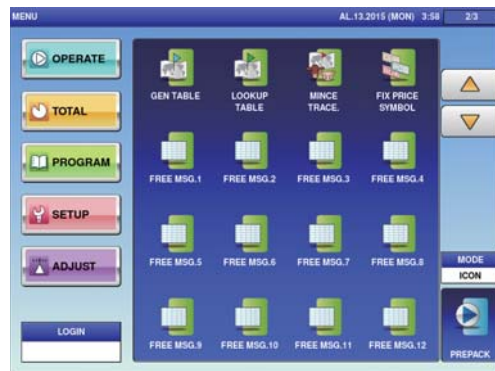 MENU AL.13.2015 (MON) 3:58 2/3
OPERATE
TOTAL
PROGRAM
SETUP
ADJUST
LOGIN
GEN TABLE
LOOKUP
TABLE
MINCE
TRACE.
FIX PRICE
SYMBOL
FREE MSG.1 FREE MSG.2 FREE MSG.3 FREE MSG.4
FREE MSG.5 FREE MSG.6 FREE MSG.7 FREE MSG.8
FREE MSG.9 FREE MSG.10 FREE MSG.11 FREE MSG.12
MODE
ICON
PREPACK